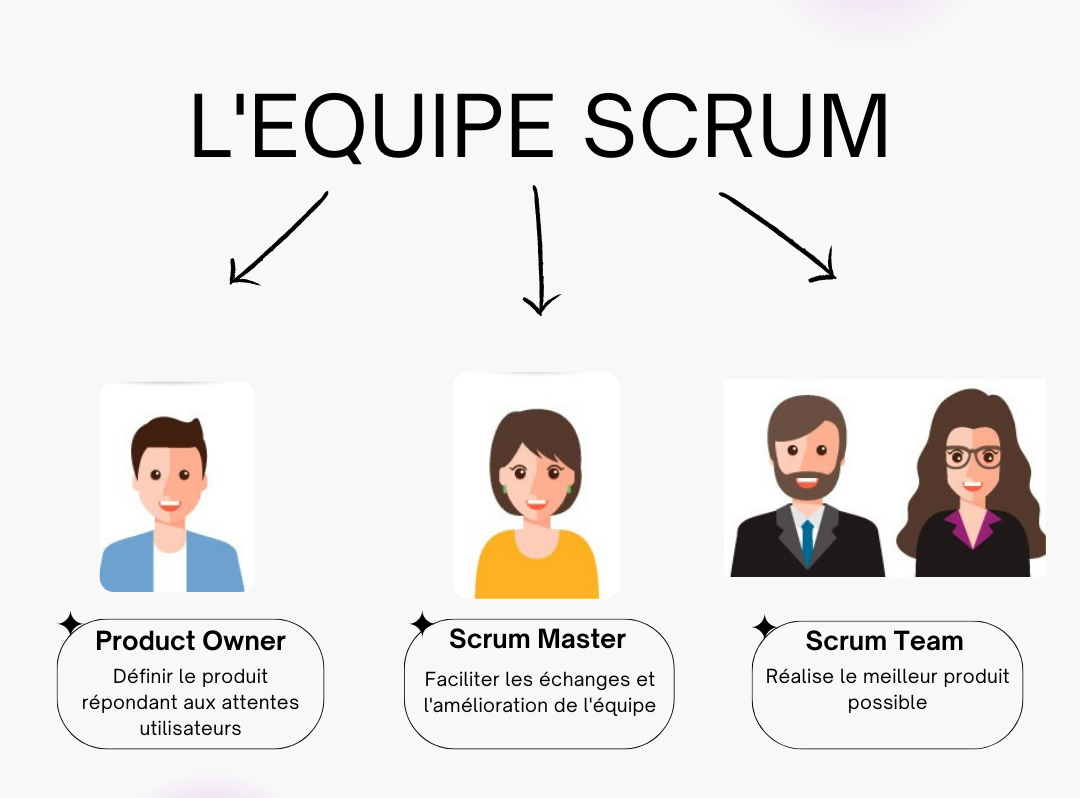 L'EQUIPE SCRUM
Product Owner
Définir le produit
répondant aux attentes
utilisateurs
Scrum Master
Faciliter les échanges et
l'amélioration de l'équipe
Scrum Team
Réalise le meilleur produit
possible